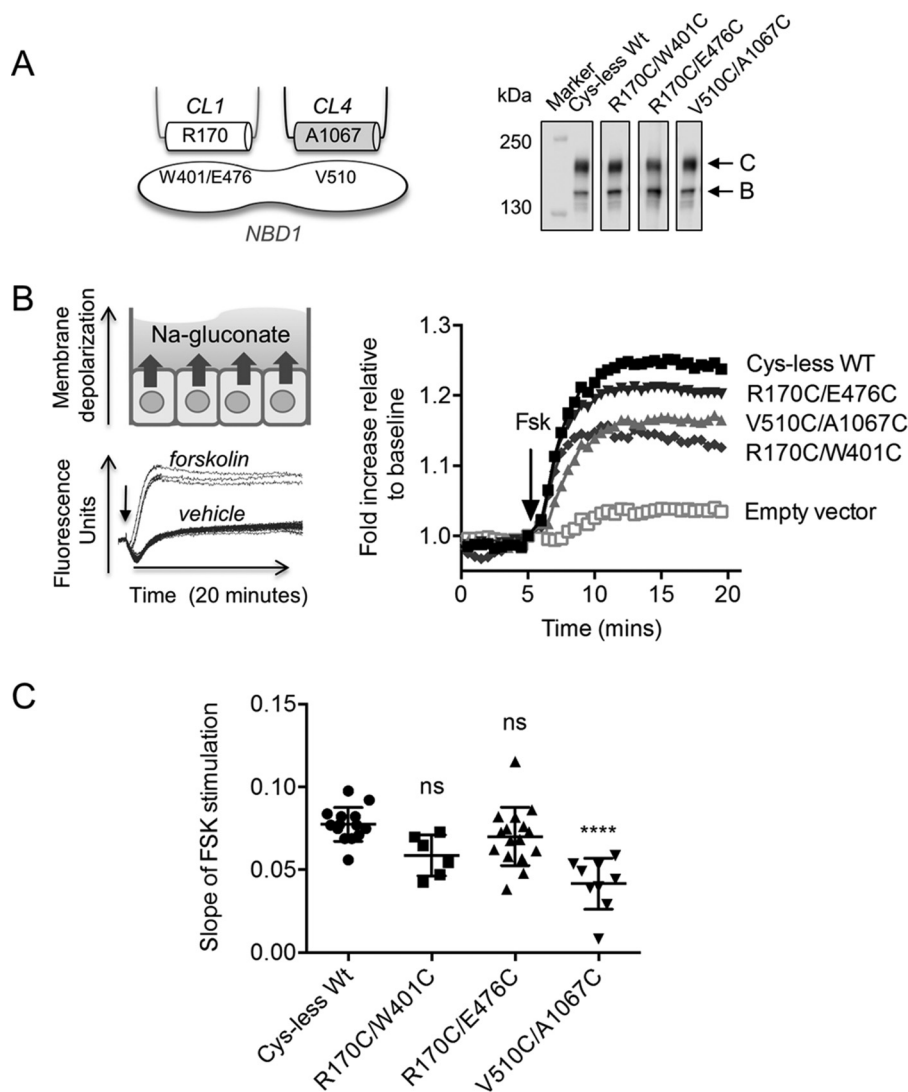 A
CL1 CL4
R170 A1067
W401/E476 V510
NBD1
kDa
250
130
Marker
Cys-less Wt
R170C/W401C
R170C/E476C
V510C/A1067C
C
B
B
Membrane
depolarization
Na-gluconate
Fluorescence
Units
forskolin
vehicle
Time (20 minutes)
Fold increase relative
to baseline
1.3
1.2
1.1
1.0
Fsk
Cys-less WT
R170C/E476C
V510C/A1067C
R170C/W401C
Empty vector
0 5 10 15 20
Time (mins)
C
Slope of FSK stimulation
0.15
0.10
0.05
0.00
ns
ns
****
Cys-less Wt
R170C/W401C
R170C/E476C
V510C/A1067C